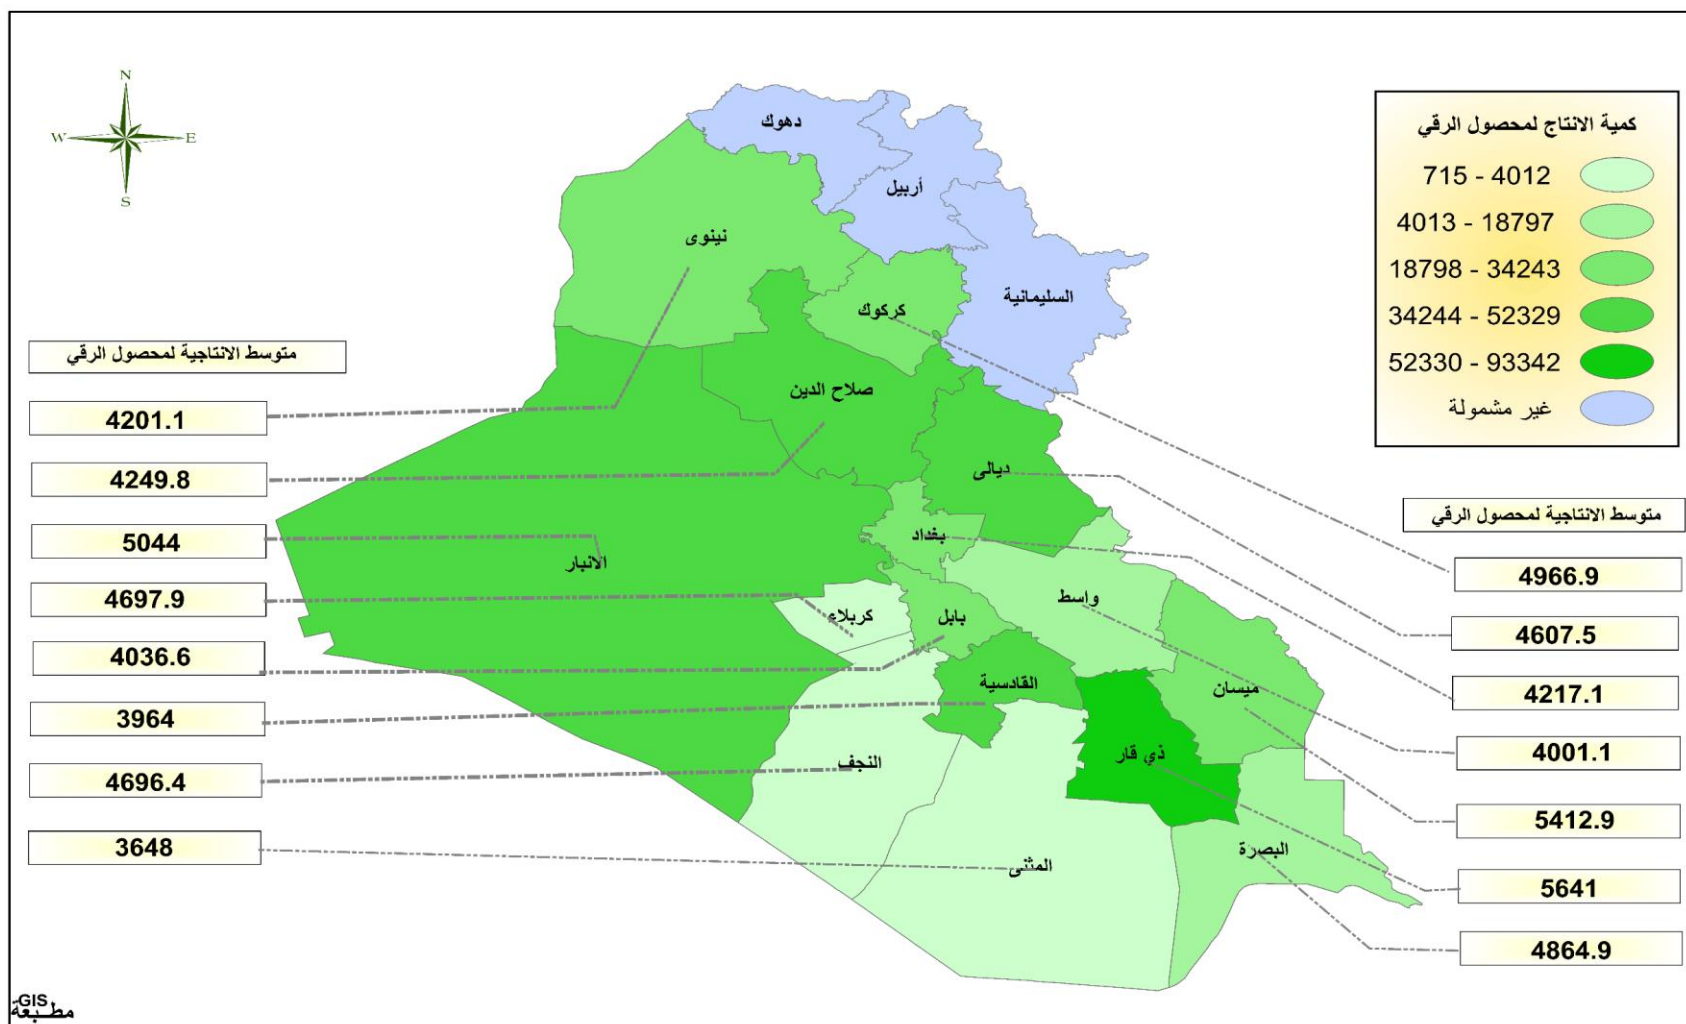 N
W
E
S
كمية الانتاج لمحصول الرقي
715 - 4012
4013 - 18797
18798 - 34243
34244 - 52329
52330 - 93342
غير مشمولة
دهوك
أربيل
نينوى
السليمانية
كركوك
صلاح الدين
ديالى
بغداد
الانبار
واسط
كربلاء
بابل
القادسية
ميسان
ذي قار
النجف
المثنى
البصرة
متوسط الانتاجية لمحصول الرقي
4201.1
4249.8
5044
4697.9
4036.6
3964
4696.4
3648
متوسط الانتاجية لمحصول الرقي
4966.9
4607.5
4217.1
4001.1
5412.9
5641
4864.9
GIS
مطبعة